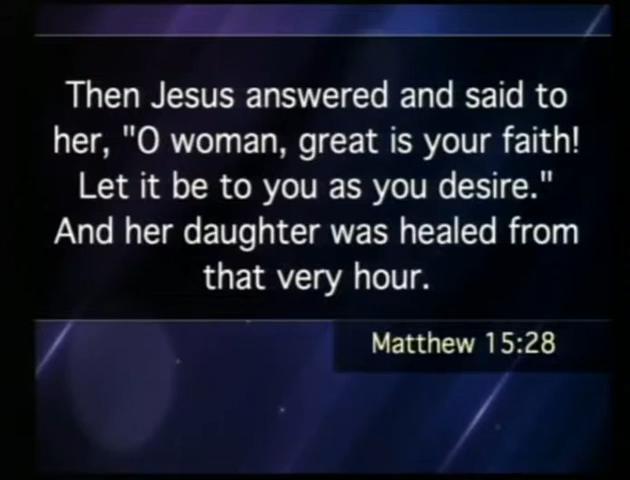 Then Jesus answered and said to
her, "O woman, great is your faith!
Let it be to you as you desire."
And her daughter was healed from
that very hour.
Matthew 15:28